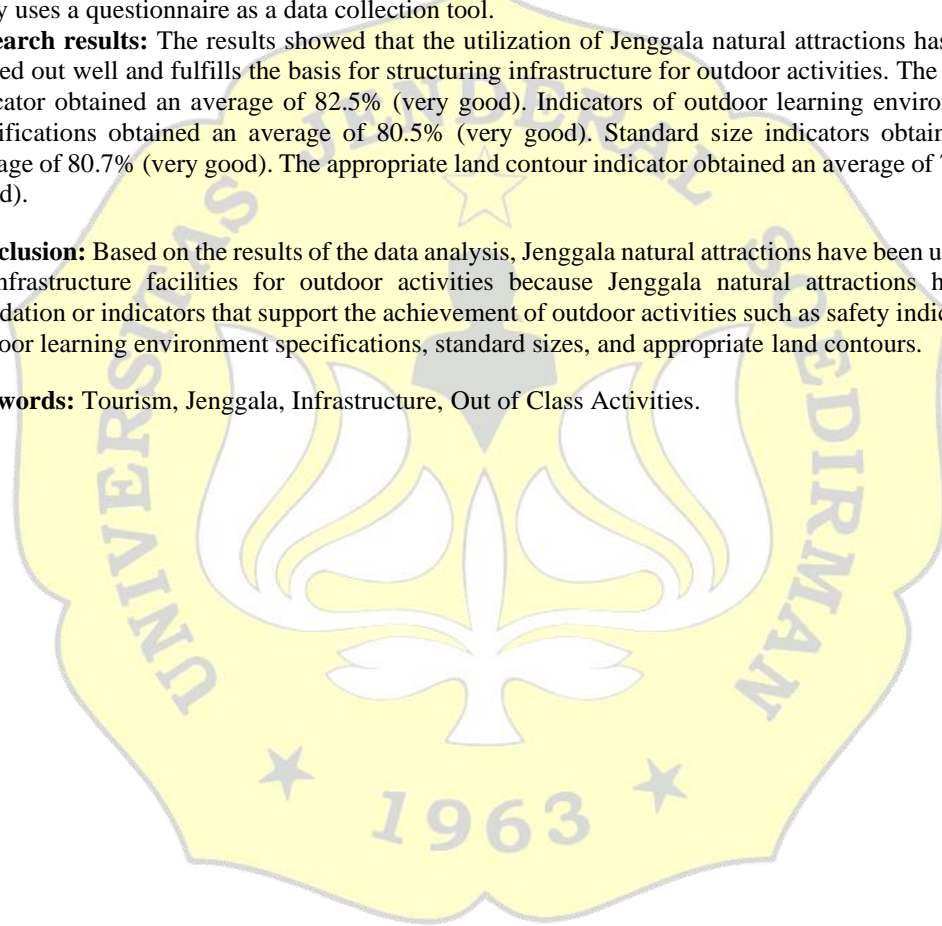 y uses a questionnaire as a data collection tool.
earch results: The results showed that the utilization of Jenggala natural attractions has
ed out well and fulfills the basis for structuring infrastructure for outdoor activities. The
cator obtained an average of 82.5% (very good). Indicators of outdoor learning enviro
ifications obtained an average of 80.5% (very good). Standard size indicators obtain
age of 80.7% (very good). The appropriate land contour indicator obtained an average of
d).
clusion: Based on the results of the data analysis, Jenggala natural attractions have been u
nfrastructure facilities for outdoor activities because Jenggala natural attractions h
dation or indicators that support the achievement of outdoor activities such as safety indic
oor learning environment specifications, standard sizes, and appropriate land contours.
words: Tourism, Jenggala, Infrastructure, Out of Class Activities.
UNIVERSITAS JENDERAL SOEDIRMAN
1963